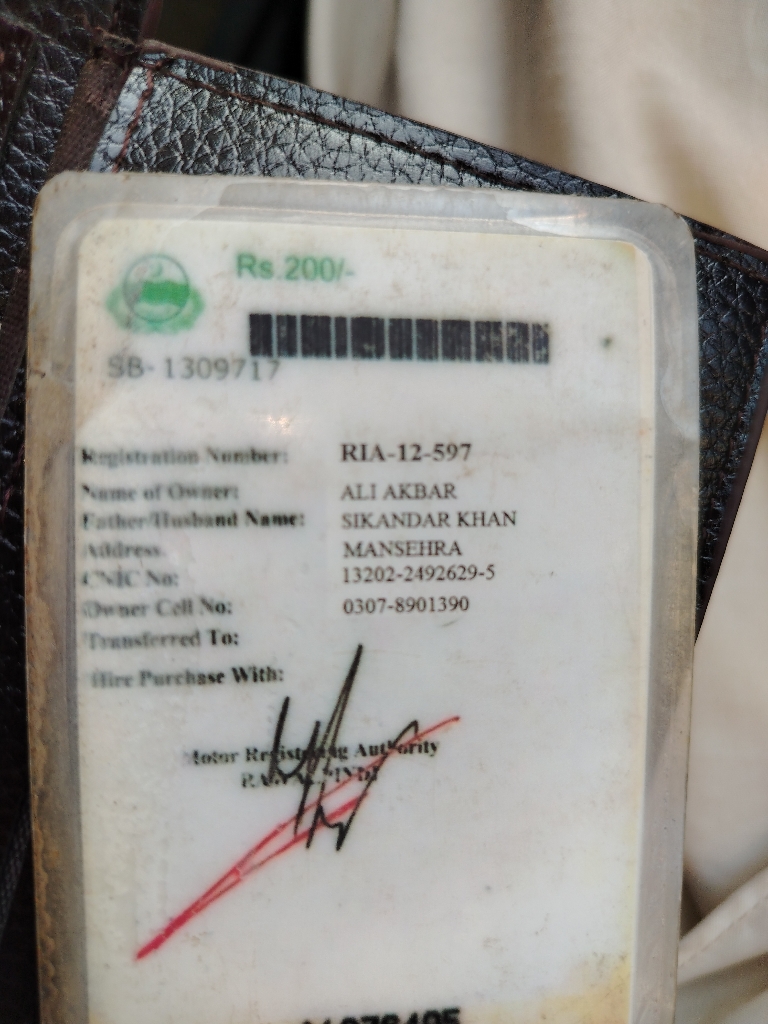 Rs.200/-
SB- 1309717
Registration Number: RIA-12-597
Name of Owner: ALI AKBAR
Father/Husband Name: SIKANDAR KHAN
Address. MANSEHRA
CNIC No: 13202-2492629-5
Owner Cell No: 0307-8901390
Transferred To:
Hire Purchase With:
Motor Registering Authority
RAWALPINDI